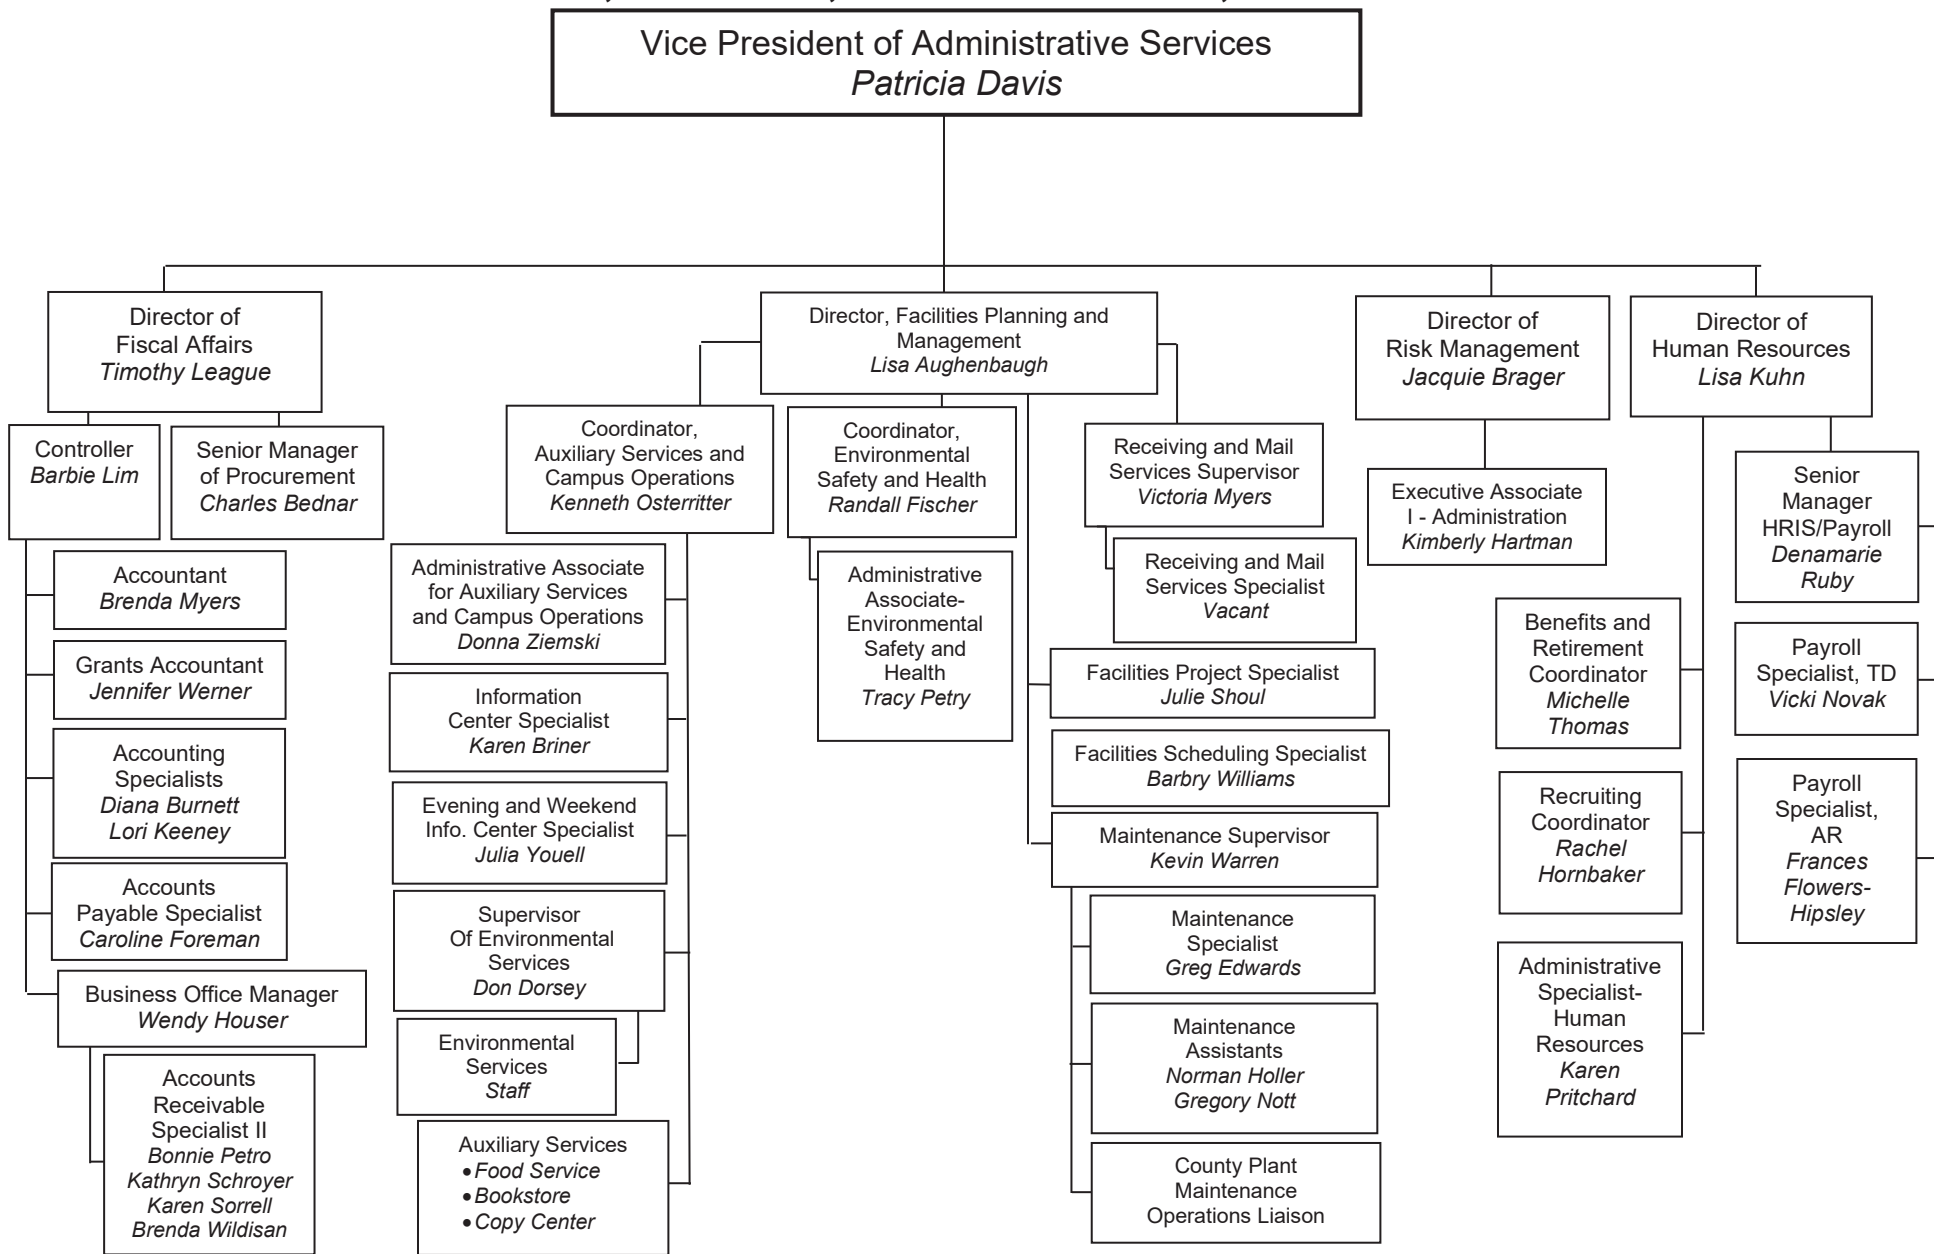 Vice President of Administrative Services
Patricia Davis
Director of
Fiscal Affairs
Timothy League
Controller
Barbie Lim
Senior Manager
of Procurement
Charles Bednar
Accountant
Brenda Myers
Grants Accountant
Jennifer Werner
Accounting
Specialists
Diana Burnett
Lori Keeney
Accounts
Payable Specialist
Caroline Foreman
Business Office Manager
Wendy Houser
Accounts
Receivable
Specialist II
Bonnie Petro
Kathryn Schroyer
Karen Sorrell
Brenda Wildisan
Director, Facilities Planning and
Management
Lisa Aughenbaugh
Coordinator,
Auxiliary Services and
Campus Operations
Kenneth Osterritter
Administrative Associate
for Auxiliary Services
and Campus Operations
Donna Ziemski
Information
Center Specialist
Karen Briner
Evening and Weekend
Info. Center Specialist
Julia Youell
Supervisor
Of Environmental
Services
Don Dorsey
Environmental
Services
Staff
Auxiliary Services
• Food Service
• Bookstore
• Copy Center
Coordinator,
Environmental
Safety and Health
Randall Fischer
Administrative
Associate-
Environmental
Safety and
Health
Tracy Petry
Receiving and Mail
Services Supervisor
Victoria Myers
Receiving and Mail
Services Specialist
Vacant
Facilities Project Specialist
Julie Shoul
Facilities Scheduling Specialist
Barbry Williams
Maintenance Supervisor
Kevin Warren
Maintenance
Specialist
Greg Edwards
Maintenance
Assistants
Norman Holler
Gregory Nott
County Plant
Maintenance
Operations Liaison
Director of
Risk Management
Jacquie Brager
Executive Associate
I - Administration
Kimberly Hartman
Director of
Human Resources
Lisa Kuhn
Benefits and
Retirement
Coordinator
Michelle
Thomas
Recruiting
Coordinator
Rachel
Hornbaker
Administrative
Specialist-
Human
Resources
Karen
Pritchard
Senior
Manager
HRIS/Payroll
Denamarie
Ruby
Payroll
Specialist, TD
Vicki Novak
Payroll
Specialist,
AR
Frances
Flowers-
Hipsley